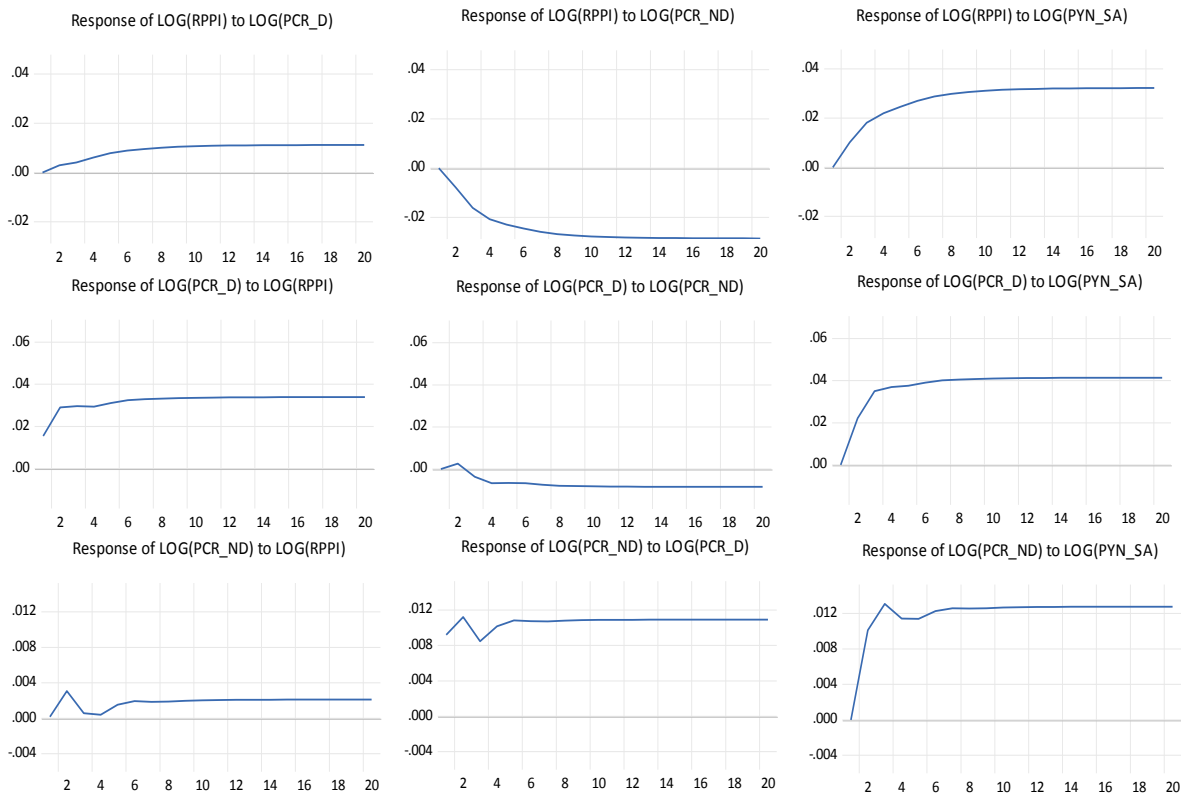 Response of LOG(RPPI) to LOG(PCR_D)
.04
.02
.00
-.02
2 4 6 8 10 12 14 16 18 20
Response of LOG(RPPI) to LOG(PCR_ND)
.04
.02
.00
-.02
2 4 6 8 10 12 14 16 18 20
Response of LOG(RPPI) to LOG(PYN_SA)
.04
.02
.00
-.02
2 4 6 8 10 12 14 16 18 20
Response of LOG(PCR_D) to LOG(RPPI)
.06
.04
.02
.00
2 4 6 8 10 12 14 16 18 20
Response of LOG(PCR_D) to LOG(PCR_ND)
.06
.04
.02
.00
2 4 6 8 10 12 14 16 18 20
Response of LOG(PCR_D) to LOG(PYN_SA)
.06
.04
.02
.00
2 4 6 8 10 12 14 16 18 20
Response of LOG(PCR_ND) to LOG(RPPI)
.012
.008
.004
.000
-.004
2 4 6 8 10 12 14 16 18 20
Response of LOG(PCR_ND) to LOG(PCR_D)
.012
.008
.004
.000
-.004
2 4 6 8 10 12 14 16 18 20
Response of LOG(PCR_ND) to LOG(PYN_SA)
.012
.008
.004
.000
-.004
2 4 6 8 10 12 14 16 18 20